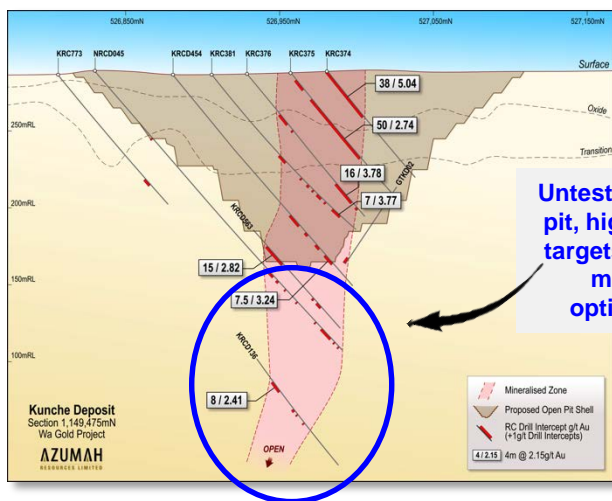 526,850mN
526,950mN
527,050mN
527,150mN
KRC773
NRCD045
KRCD454
KRC381
KRC376
KRC375
KRC374
Surface
38 / 5.04
Oxide
250mRL
50 / 2.74
Transition
16 / 3.78
GTKD02
7 / 3.77
200mRL
KRCD663
Untest
pit, hig
target
m
opti
15 / 2.82
150mRL
7.5 / 3.24
100mRL
KRCD136
8 / 2.41
Kunche Deposit
Section 1,149,475mN
Wa Gold Project
AZUMAH
RESOURCES LIMITED
OPEN
Mineralised Zone
Proposed Open Pit Shell
RC Drill Intercept g/t Au
(+1g/t Drill Intercepts)
4 / 2.15
4m @ 2.15g/t Au